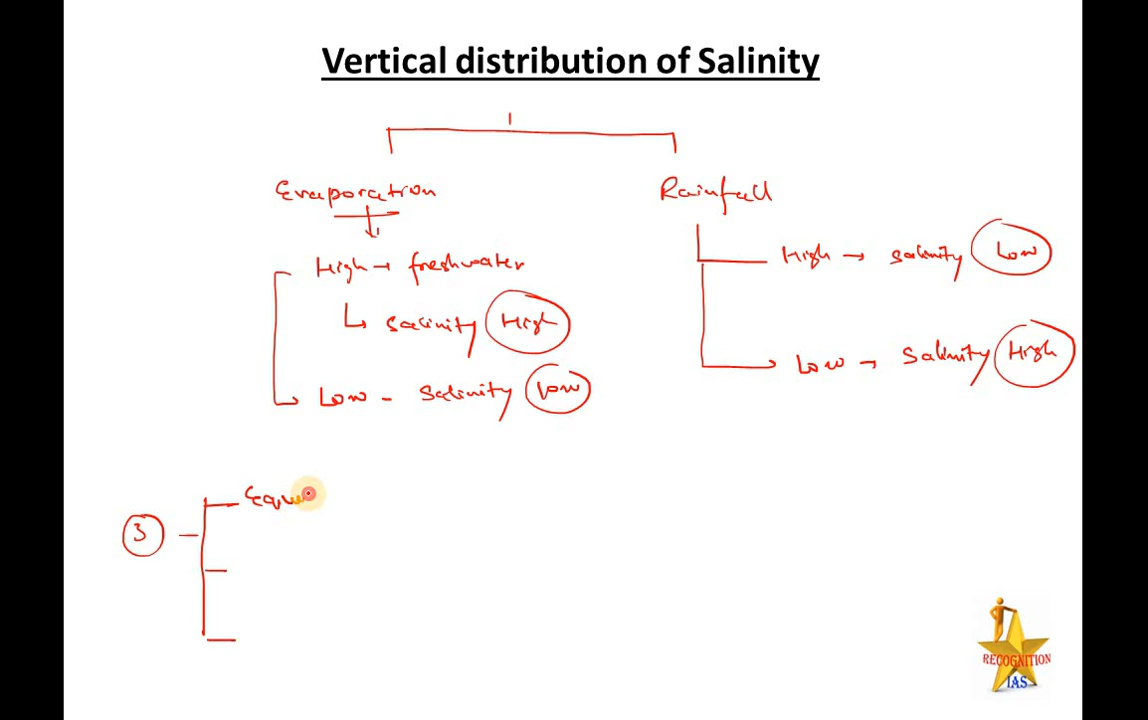 Vertical distribution of Salinity
Evaporation
Rainfall
High → freshwater
↳ Salinity High
Low - Salinity Low
High → Salinity Low
Low → Salinity High
3
Equ
RECOGNITION
IAS